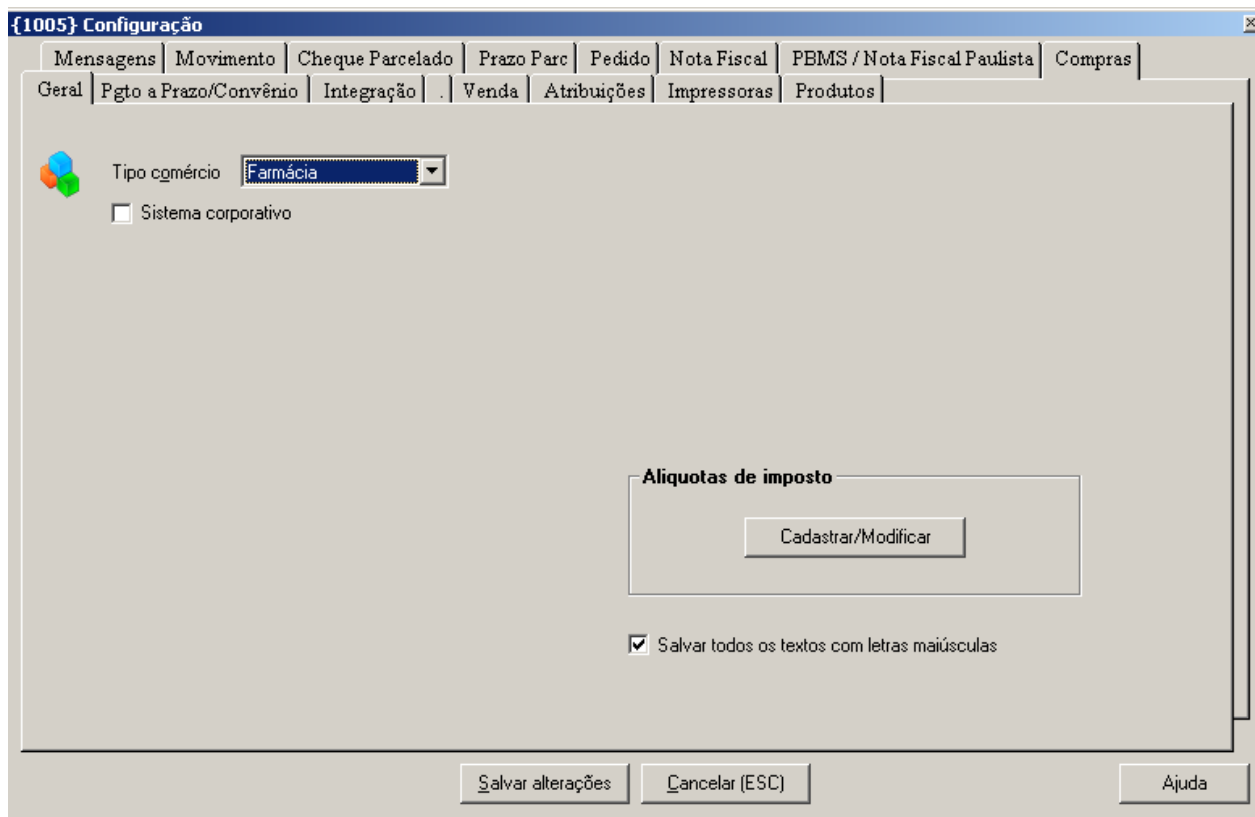 {1005} Configuração
Mensagens Movimento Cheque Parcelado Prazo Parc Pedido Nota Fiscal PBMS / Nota Fiscal Paulista Compras
Geral Pgto a Prazo/Convênio Integração . Venda Atribuições Impressoras Produtos
Tipo comércio Farmácia
Sistema corporativo
Aliquotas de imposto
Cadastrar/Modificar
Salvar todos os textos com letras maiúsculas
Salvar alterações Cancelar (ESC) Ajuda